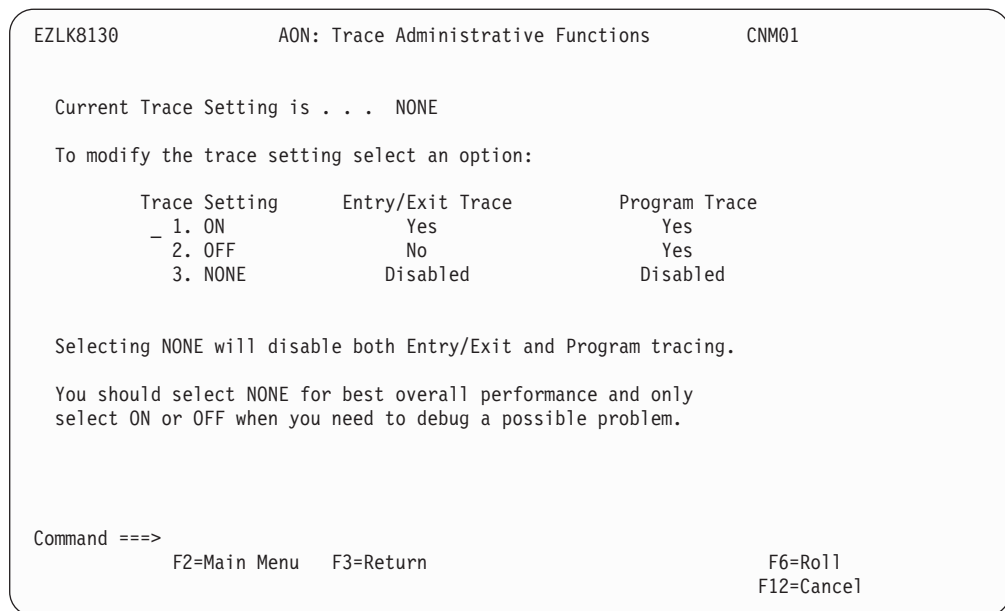 EZLK8130 AON: Trace Administrative Functions CNM01
Current Trace Setting is . . . NONE
To modify the trace setting select an option:
Trace Setting Entry/Exit Trace Program Trace
_ 1. ON Yes Yes
2. OFF No Yes
3. NONE Disabled Disabled
Selecting NONE will disable both Entry/Exit and Program tracing.
You should select NONE for best overall performance and only
select ON or OFF when you need to debug a possible problem.
Command ===>
F2=Main Menu F3=Return F6=Roll
F12=Cancel